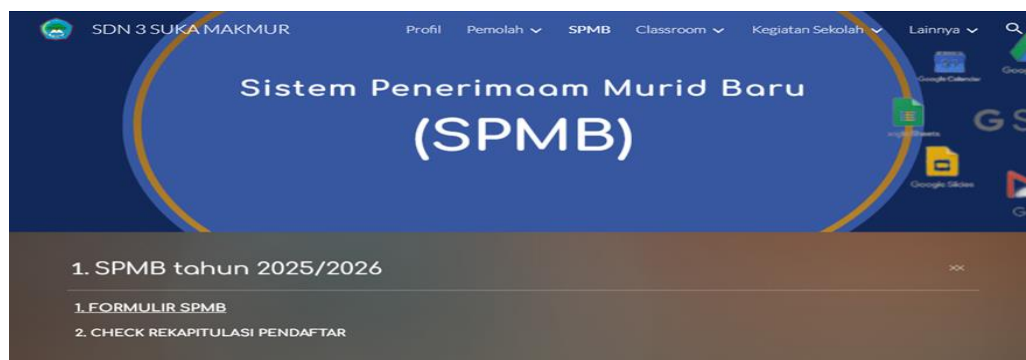 SDN 3 SUKA MAKMUR
Profil Pemolah SPMB Classroom Kegiatan Sekolah Lainnya
Sistem Penerimaam Murid Baru
(SPMB)
Google Calendar
Google Slides
G S
1. SPMB tahun 2025/2026
1. FORMULIR SPMB
2. CHECK REKAPITULASI PENDAFTAR